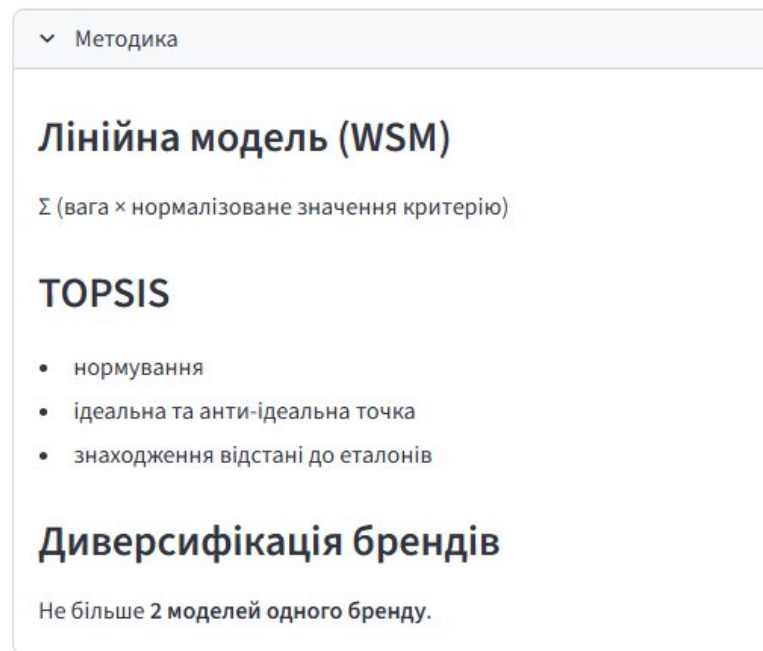 Методика
Лінійна модель (WSM)
Σ (вага × нормалізоване значення критерію)
TOPSIS
• нормування
• ідеальна та анти-ідеальна точка
• знаходження відстані до еталонів
Диверсифікація брендів
Не більше 2 моделей одного бренду.